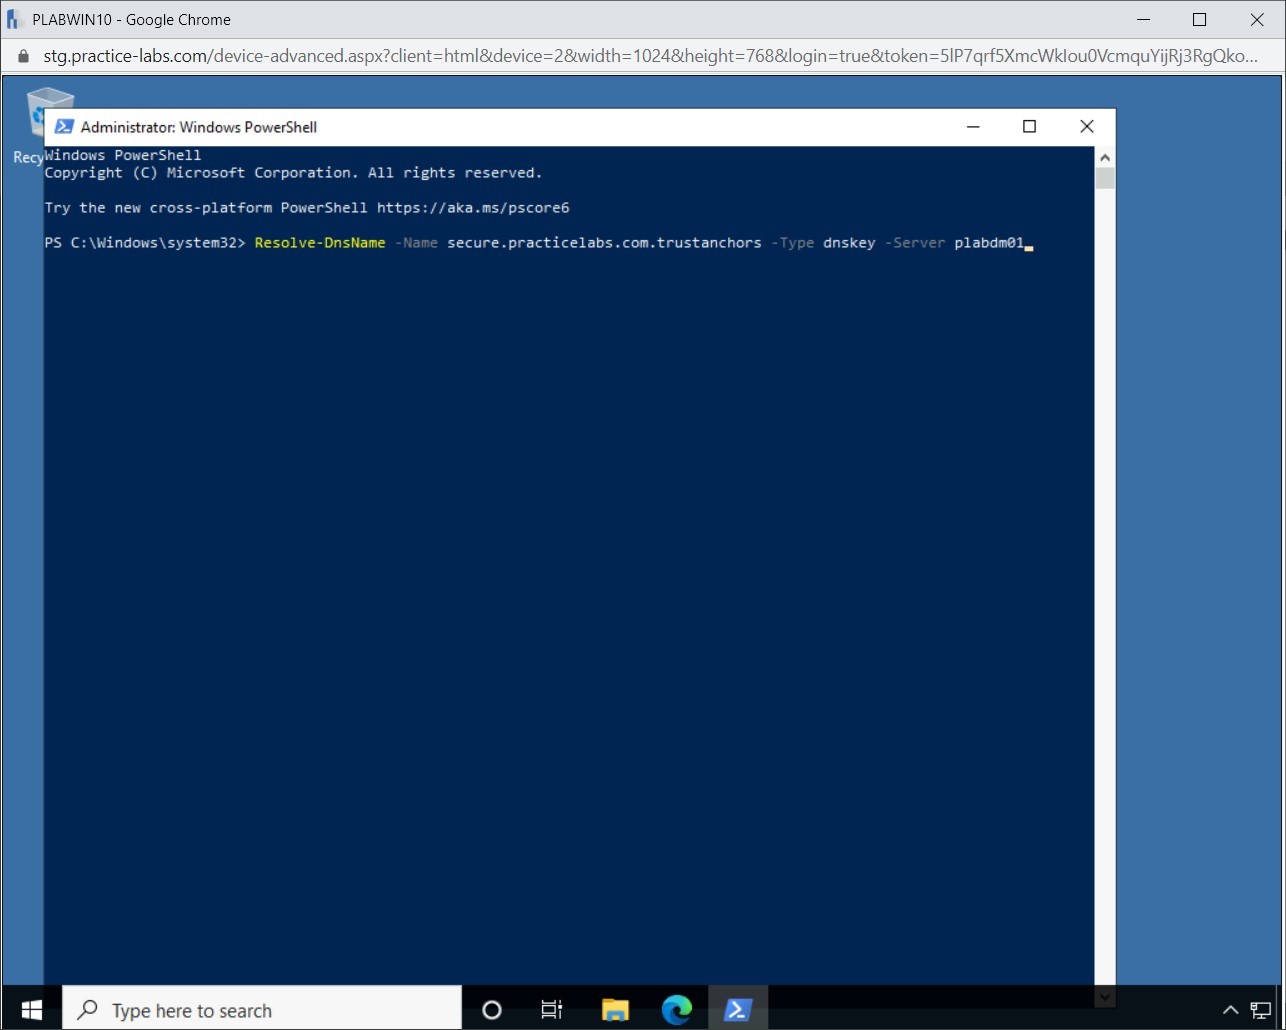 PLABWIN10 - Google Chrome
stg.practice-labs.com/device-advanced.aspx?client=html&device=2&width=1024&height=768&login=true&token=5lP7qrf5XmcWkIou0VcmquYijRj3RgQko...
Administrator: Windows PowerShell
Recy
Windows PowerShell
Copyright (C) Microsoft Corporation. All rights reserved.
Try the new cross-platform PowerShell https://aka.ms/pscore6
PS C:\Windows\system32> Resolve-DnsName -Name secure.practicelabs.com.trustanchors -Type dnskey -Server plabdm01
Type here to search